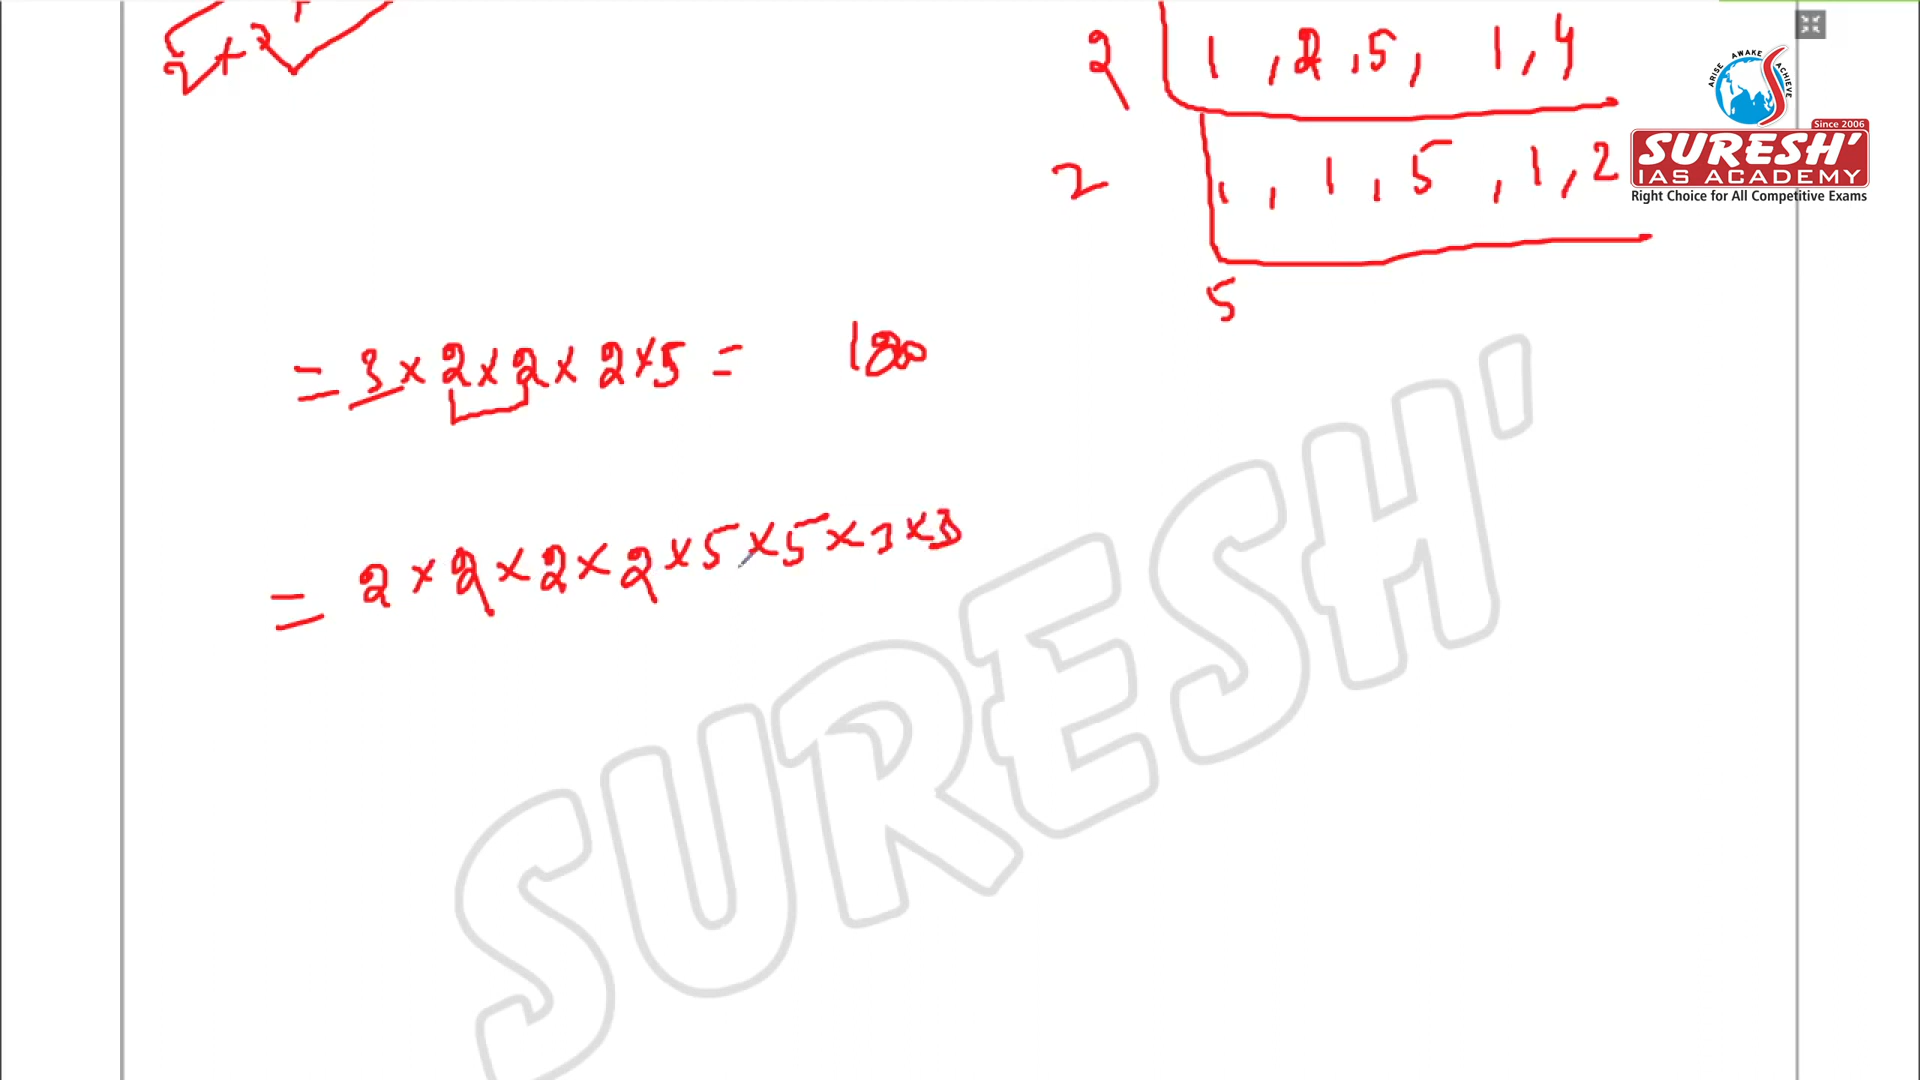 2 | 1 , 2 , 5 , 1 , 4
2 | 1 , 1 , 5 , 1 , 2
5
= 3 × 2 × 2 × 2 × 5 = 180
= 2 × 2 × 2 × 2 × 5 × 5 × 3 × 3
ARISE AWAKE ACHIEVE
Since 2006
SURESH'
IAS ACADEMY
Right Choice for All Competitive Exams
SURESH'